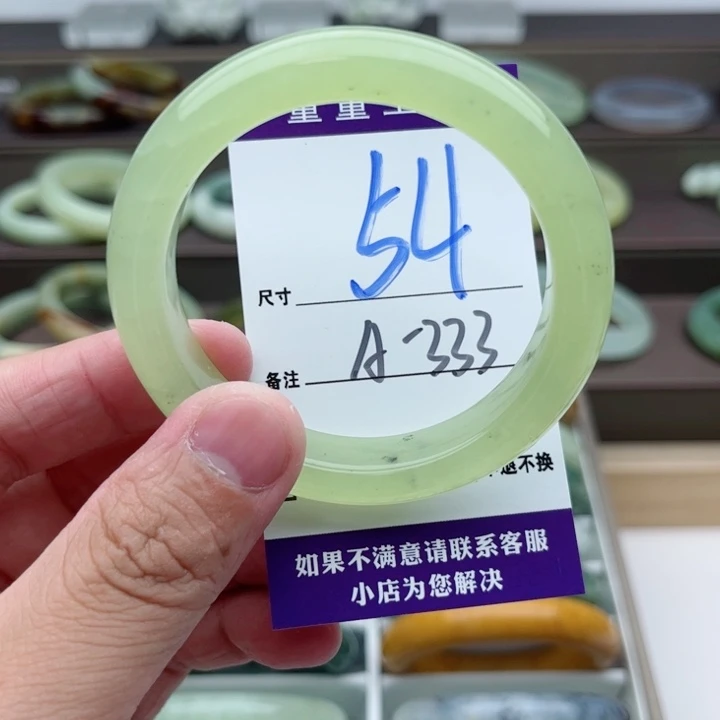 尺寸 54
备注 A-333
退不换
如果不满意请联系客服
小店为您解决